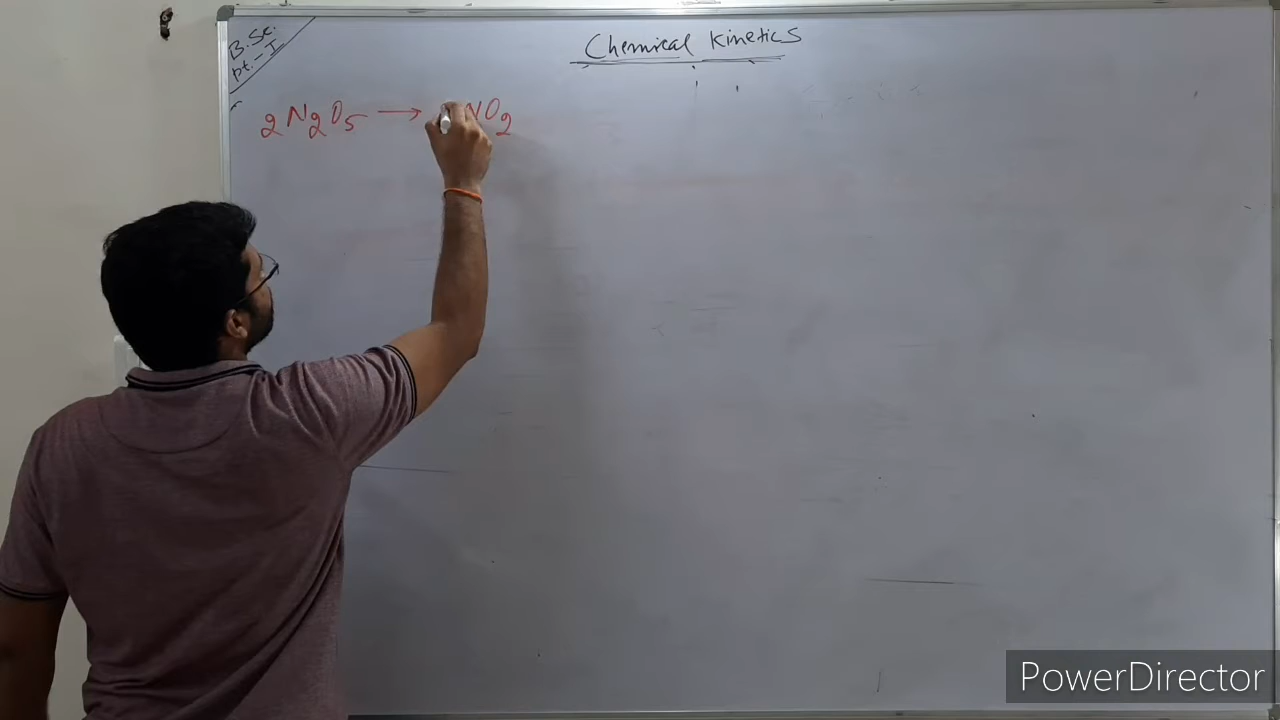 B.Sc.
pt.-I
Chemical Kinetics
2N₂O₅ → NO₂
PowerDirector